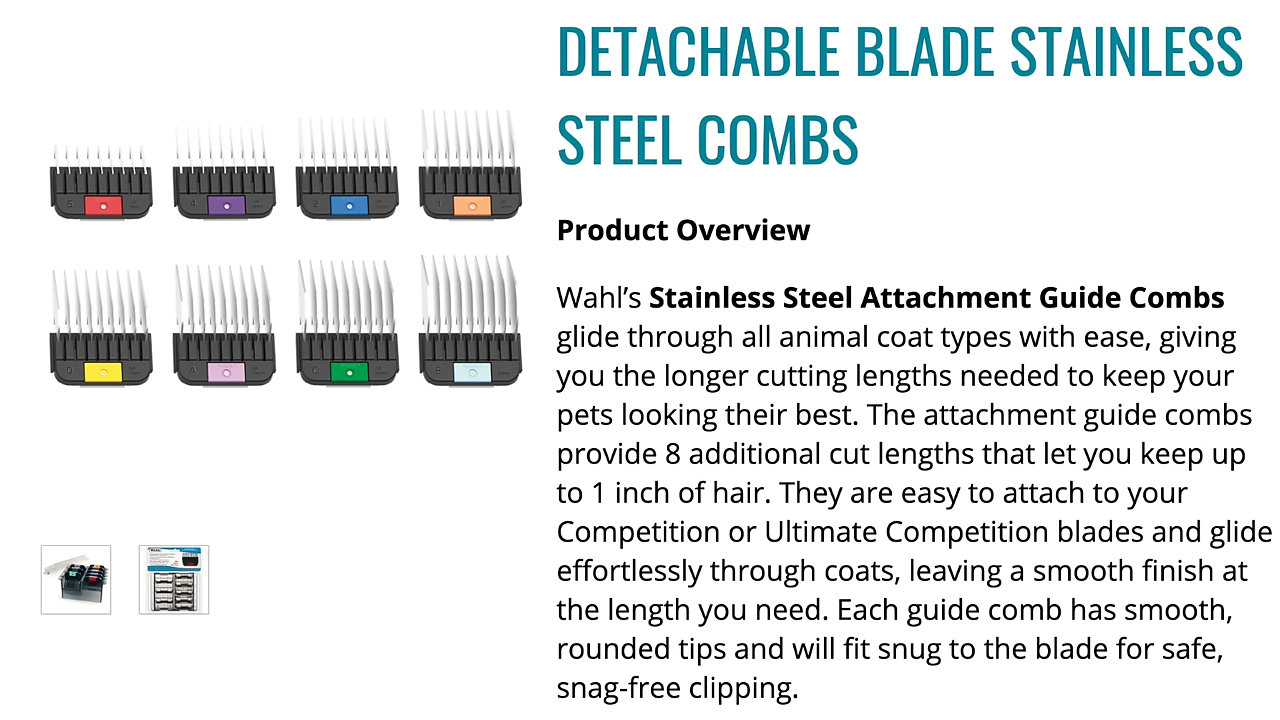 DETACHABLE BLADE STAINLESS
STEEL COMBS
5
4
2
1
0
A
C
E
Product Overview
Wahl’s Stainless Steel Attachment Guide Combs
glide through all animal coat types with ease, giving
you the longer cutting lengths needed to keep your
pets looking their best. The attachment guide combs
provide 8 additional cut lengths that let you keep up
to 1 inch of hair. They are easy to attach to your
Competition or Ultimate Competition blades and glide
effortlessly through coats, leaving a smooth finish at
the length you need. Each guide comb has smooth,
rounded tips and will fit snug to the blade for safe,
snag-free clipping.